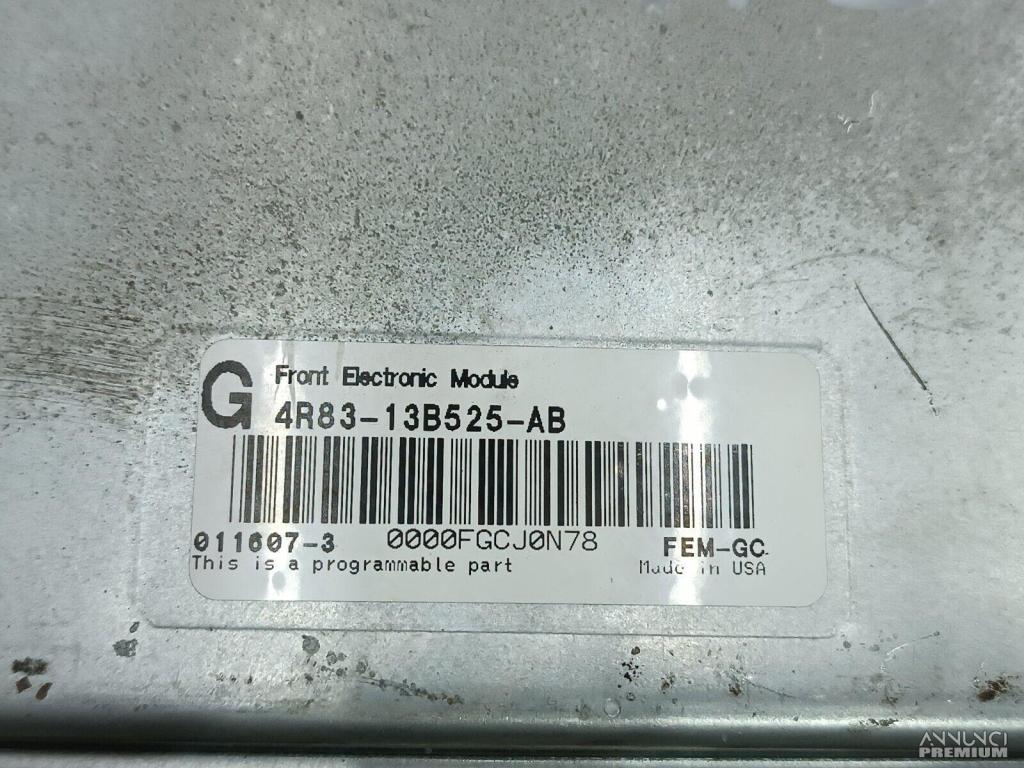 G Front Electronic Module
4R83-13B525-AB
011607-3 0000FGCJ0N78 FEM-GC
This is a programmable part Made in USA
ANNUNCI
PREMIUM